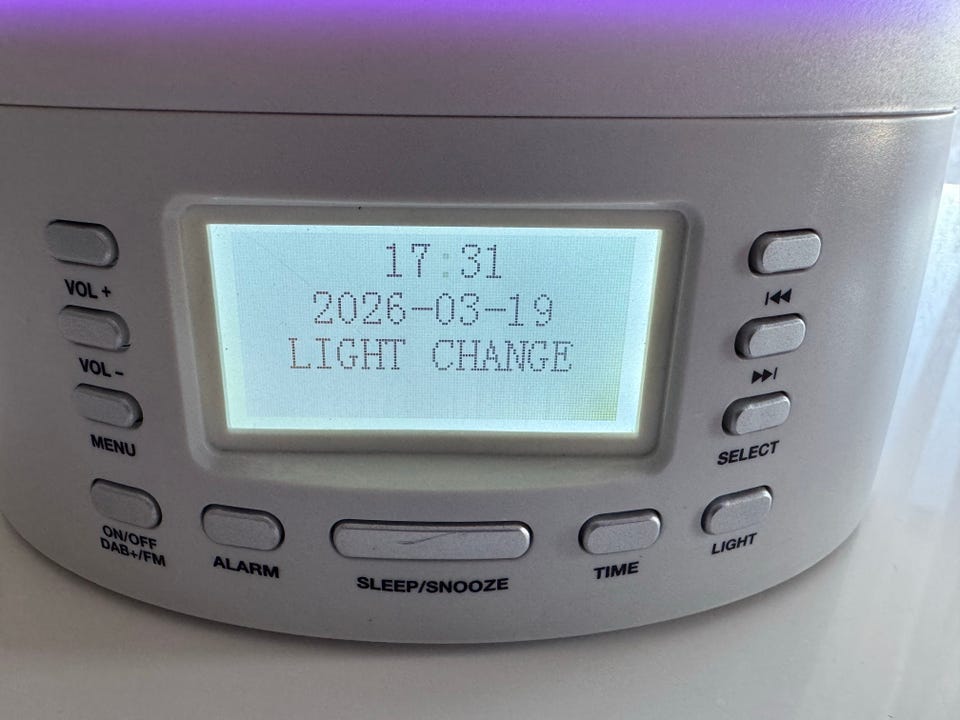 17:31
2026-03-19
LIGHT CHANGE
VOL +
VOL -
MENU
ON/OFF
DAB+/FM
ALARM
SLEEP/SNOOZE
TIME
LIGHT
SELECT